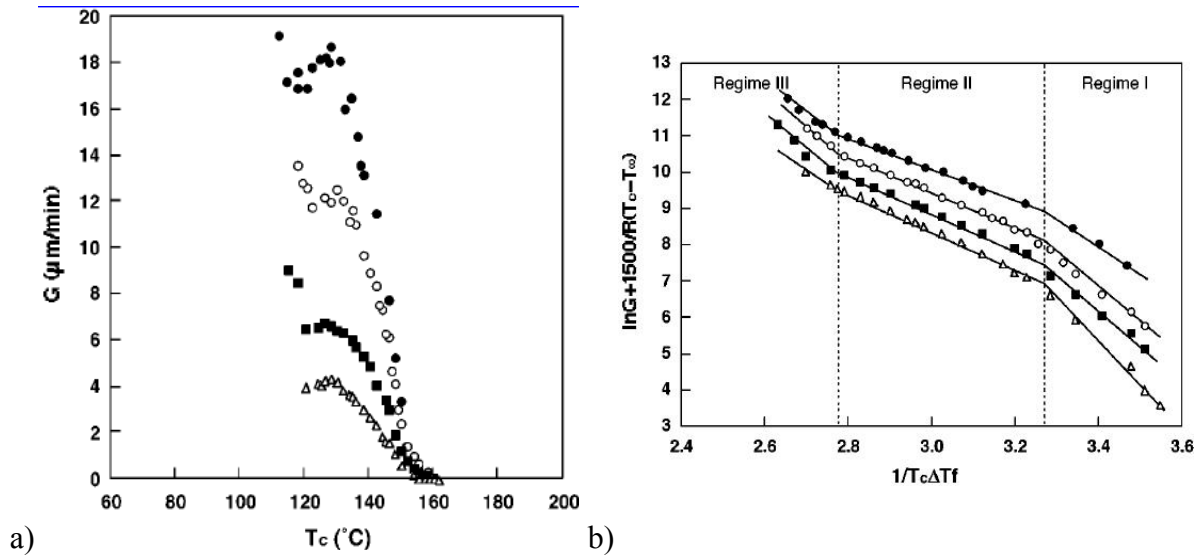 a)
G (μm/min)
20
18
16
14
12
10
8
6
4
2
0
60 80 100 120 140 160 180 200
Tc (˚C)
b)
lnG+1500/R(Tc−T∞)
Regime III Regime II Regime I
13
12
11
10
9
8
7
6
5
4
3
2.4 2.6 2.8 3.0 3.2 3.4 3.6
1/TcΔTf